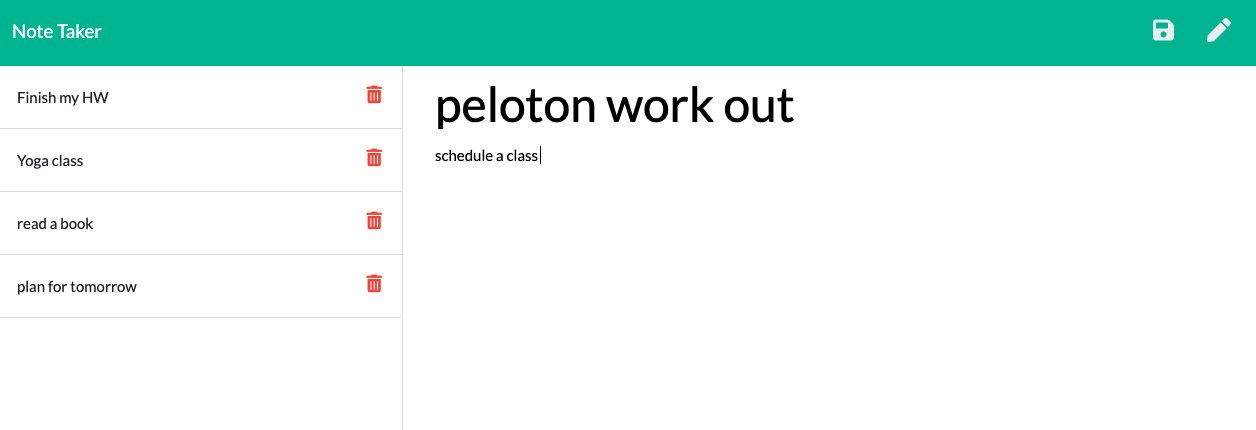 Note Taker
Finish my HW
Yoga class
read a book
plan for tomorrow
peloton work out
schedule a class